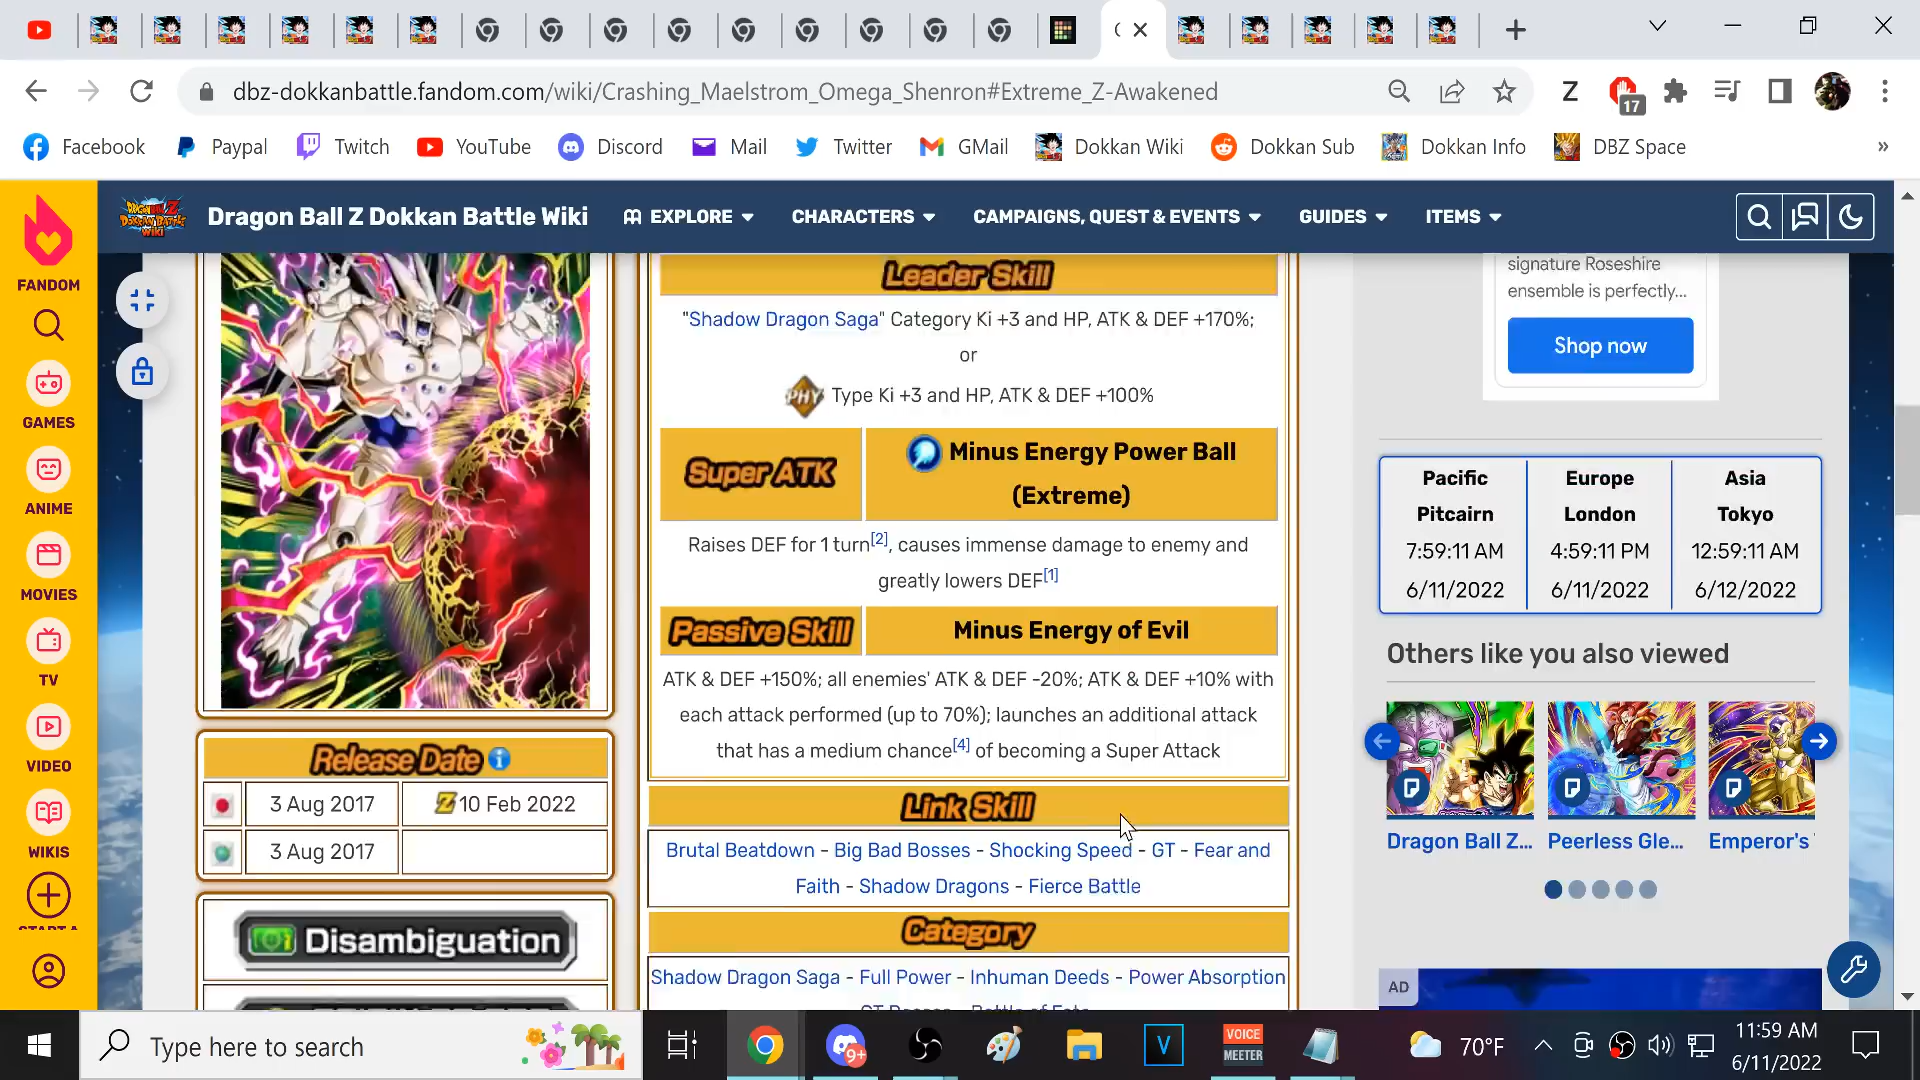 dbz-dokkanbattle.fandom.com/wiki/Crashing_Maelstrom_Omega_Shenron#Extreme_Z-Awakened
Z
17
Facebook
Paypal
Twitch
YouTube
Discord
Mail
Twitter
GMail
Dokkan Wiki
Dokkan Sub
Dokkan Info
DBZ Space
»
Dragon Ball Z Dokkan Battle Wiki
EXPLORE
CHARACTERS
CAMPAIGNS, QUEST & EVENTS
GUIDES
ITEMS
FANDOM
GAMES
ANIME
MOVIES
TV
VIDEO
WIKIS
START A
Leader Skill
"Shadow Dragon Saga" Category Ki +3 and HP, ATK & DEF +170%;
or
PHY Type Ki +3 and HP, ATK & DEF +100%
Super ATK
Minus Energy Power Ball
(Extreme)
Raises DEF for 1 turn[2], causes immense damage to enemy and
greatly lowers DEF[1]
Passive Skill
Minus Energy of Evil
ATK & DEF +150%; all enemies' ATK & DEF -20%; ATK & DEF +10% with
each attack performed (up to 70%); launches an additional attack
that has a medium chance[4] of becoming a Super Attack
Link Skill
Brutal Beatdown - Big Bad Bosses - Shocking Speed - GT - Fear and
Faith - Shadow Dragons - Fierce Battle
Category
Shadow Dragon Saga - Full Power - Inhuman Deeds - Power Absorption
Release Date
3 Aug 2017
Z 10 Feb 2022
3 Aug 2017
Disambiguation
signature Roseshire
ensemble is perfectly...
Shop now
Pacific
Pitcairn
7:59:11 AM
6/11/2022
Europe
London
4:59:11 PM
6/11/2022
Asia
Tokyo
12:59:11 AM
6/12/2022
Others like you also viewed
Dragon Ball Z...
Peerless Gle...
Emperor's
AD
Type here to search
9+
V
VOICE
MEETER
70°F
11:59 AM
6/11/2022